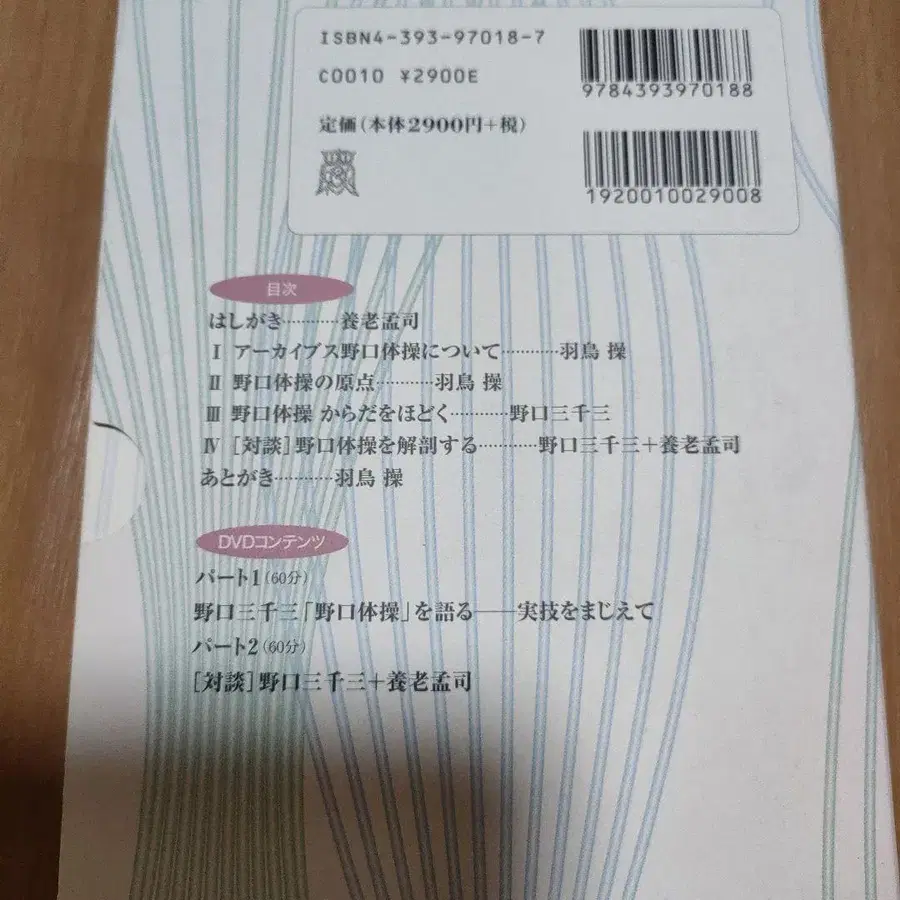 ISBN4-393-97018-7
C0010 ¥2900E
定価(本体2900円+税)
9784393970188
1920010029008
目次
はしがき…………養老孟司
Ⅰ アーカイブス野口体操について…………羽鳥 操
Ⅱ 野口体操の原点…………羽鳥 操
Ⅲ 野口体操 からだをほどく…………野口三千三
Ⅳ [対談]野口体操を解剖する…………野口三千三+養老孟司
あとがき…………羽鳥 操
DVDコンテンツ
パート1(60分)
野口三千三「野口体操」を語る——実技をまじえて
パート2(60分)
[対談]野口三千三+養老孟司